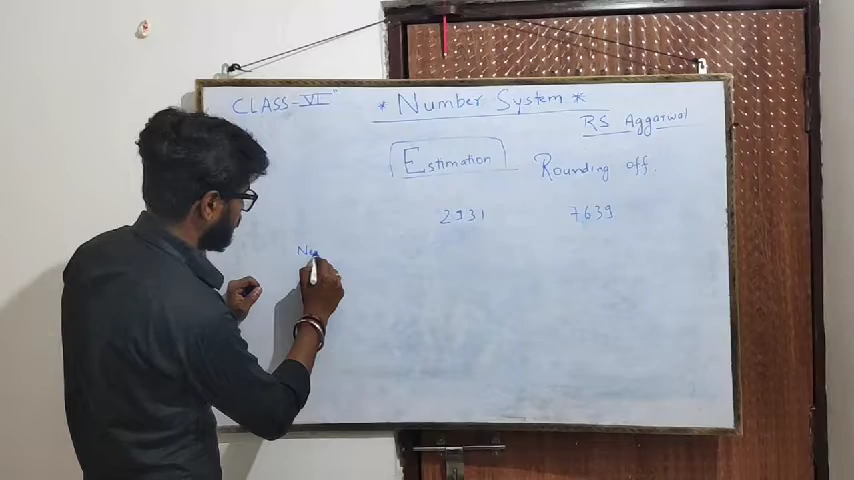 CLASS-VI" * Number System *
RS Aggarwal
Estimation Rounding off.
2931 7639